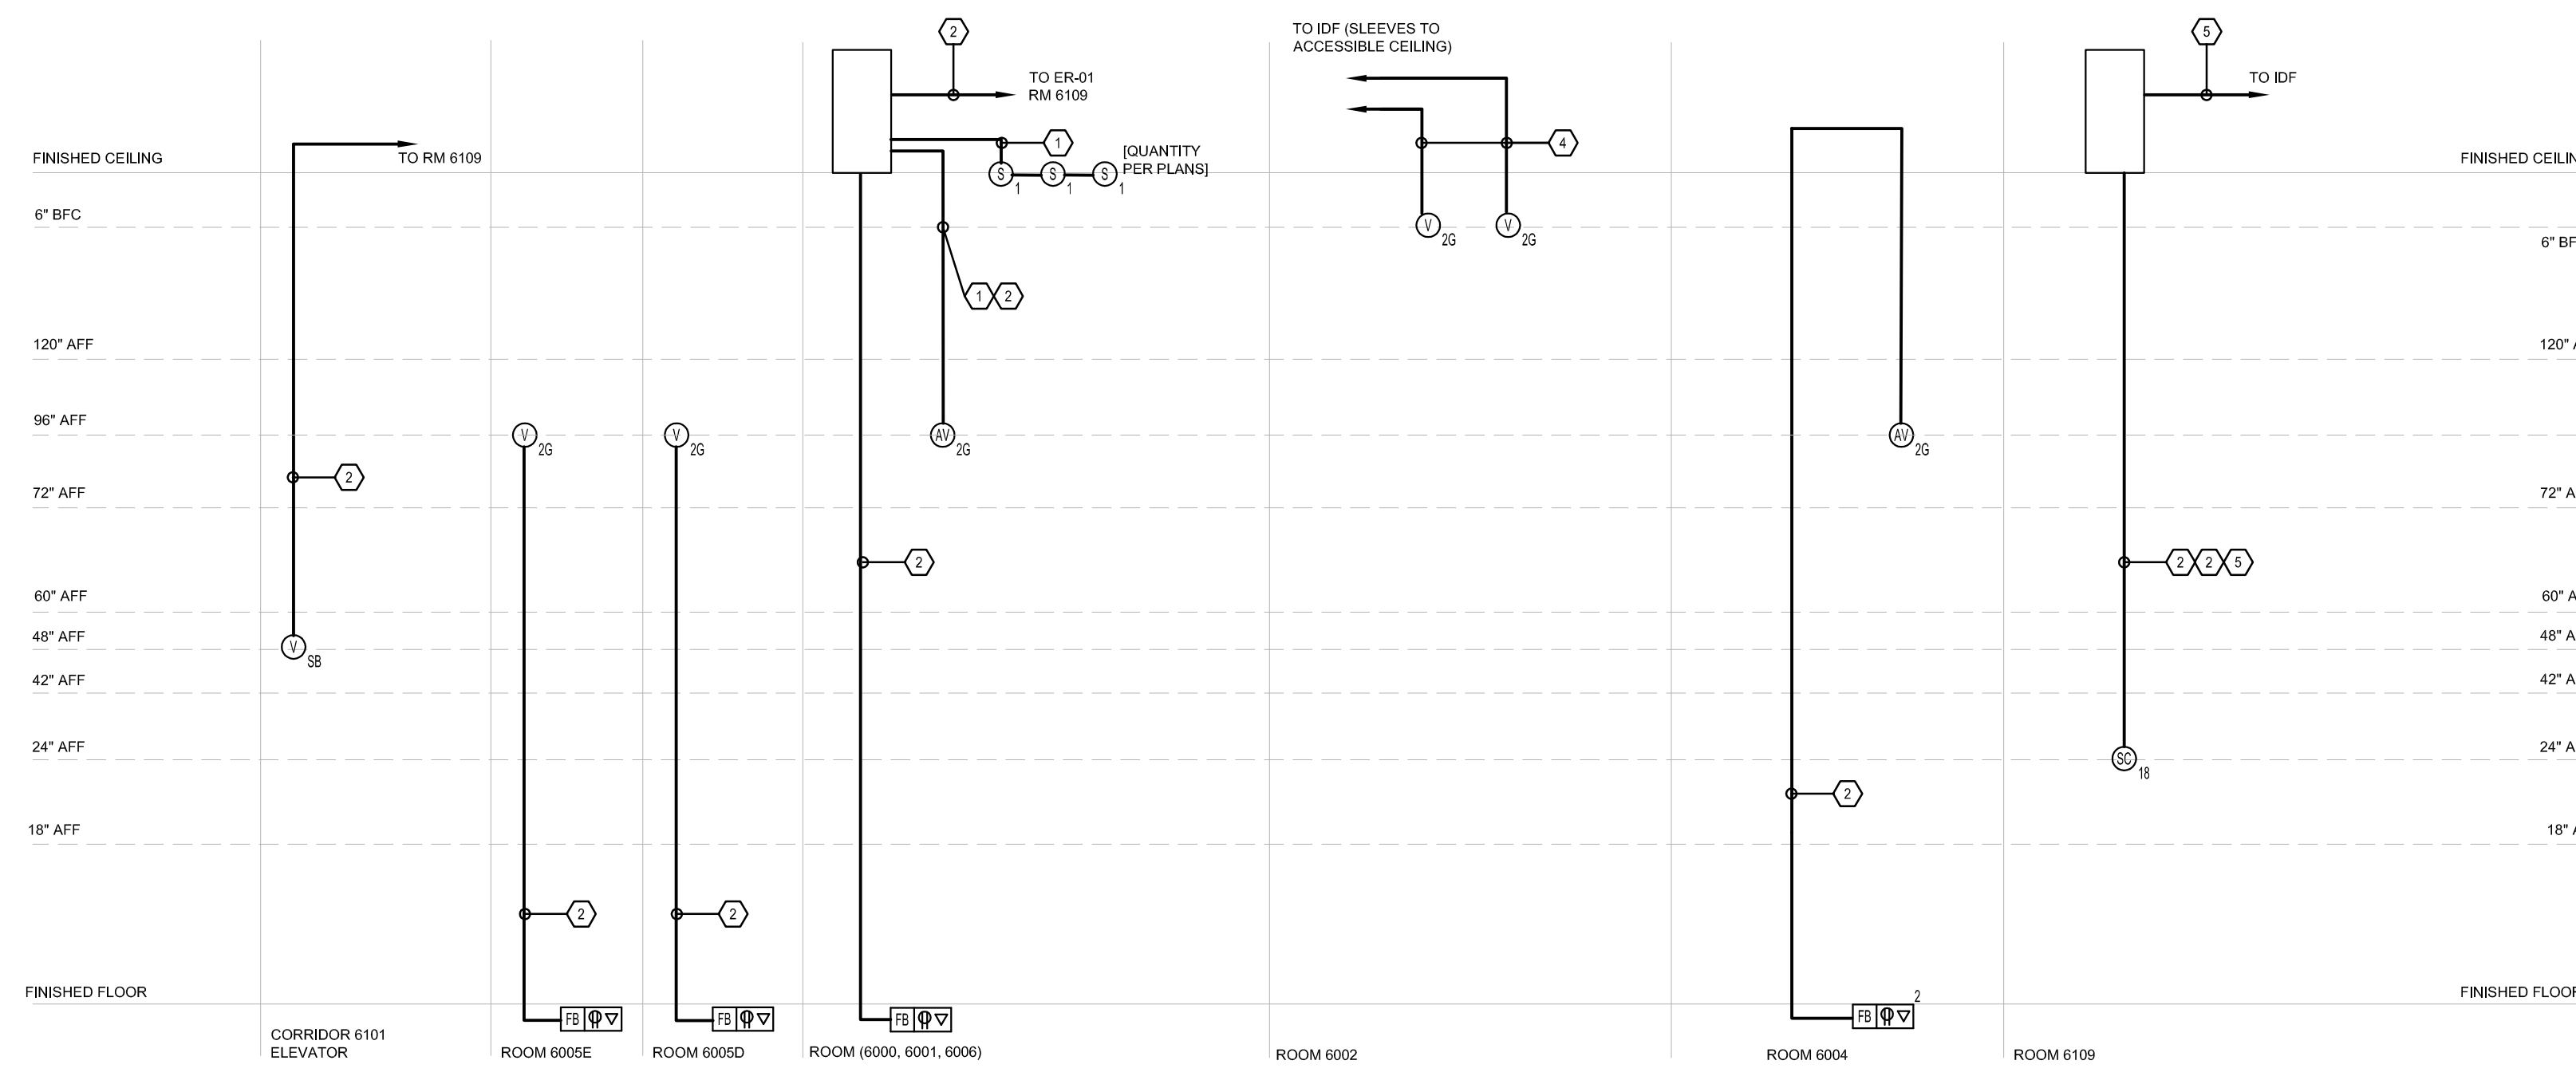 TO IDF (SLEEVES TO
ACCESSIBLE CEILING)
2
5
TO ER-01
RM 6109
TO IDF
1
4
[QUANTITY
PER PLANS]
FINISHED CEILING
TO RM 6109
S
1
S
1
S
1
FINISHED CEILIN
6" BFC
V
2G
V
2G
6" BF
1
2
120" AFF
120" A
96" AFF
V
2G
V
2G
AV
2G
AV
2G
2
72" AFF
72" A
2
2
2
5
60" AFF
60" A
48" AFF
V
SB
48" A
42" AFF
42" A
24" AFF
24" A
SC
18
2
18" AFF
18" A
2
2
FINISHED FLOOR
2
FINISHED FLOOR
FB
FB
FB
FB
CORRIDOR 6101
ELEVATOR
ROOM 6005E
ROOM 6005D
ROOM (6000, 6001, 6006)
ROOM 6002
ROOM 6004
ROOM 6109